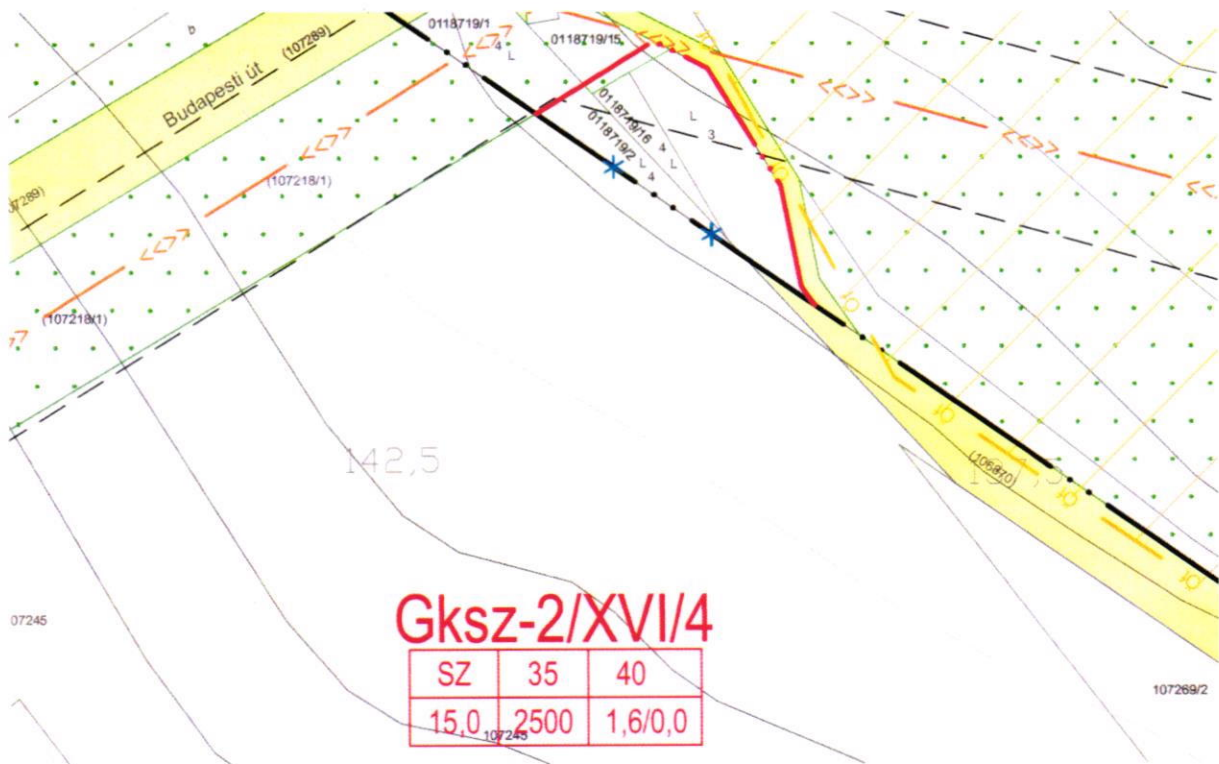 0118719/1
b
(107289)
4
L
0118719/15
Budapesti út
0118719/16
L
3
0118719/2
4
L
L
4
(107218/1)
07289)
(107218/1)
142,5
(106870)
07245
Gksz-2/XVI/4
SZ 35 40
15,0 2500 1,6/0,0
107245
107269/2